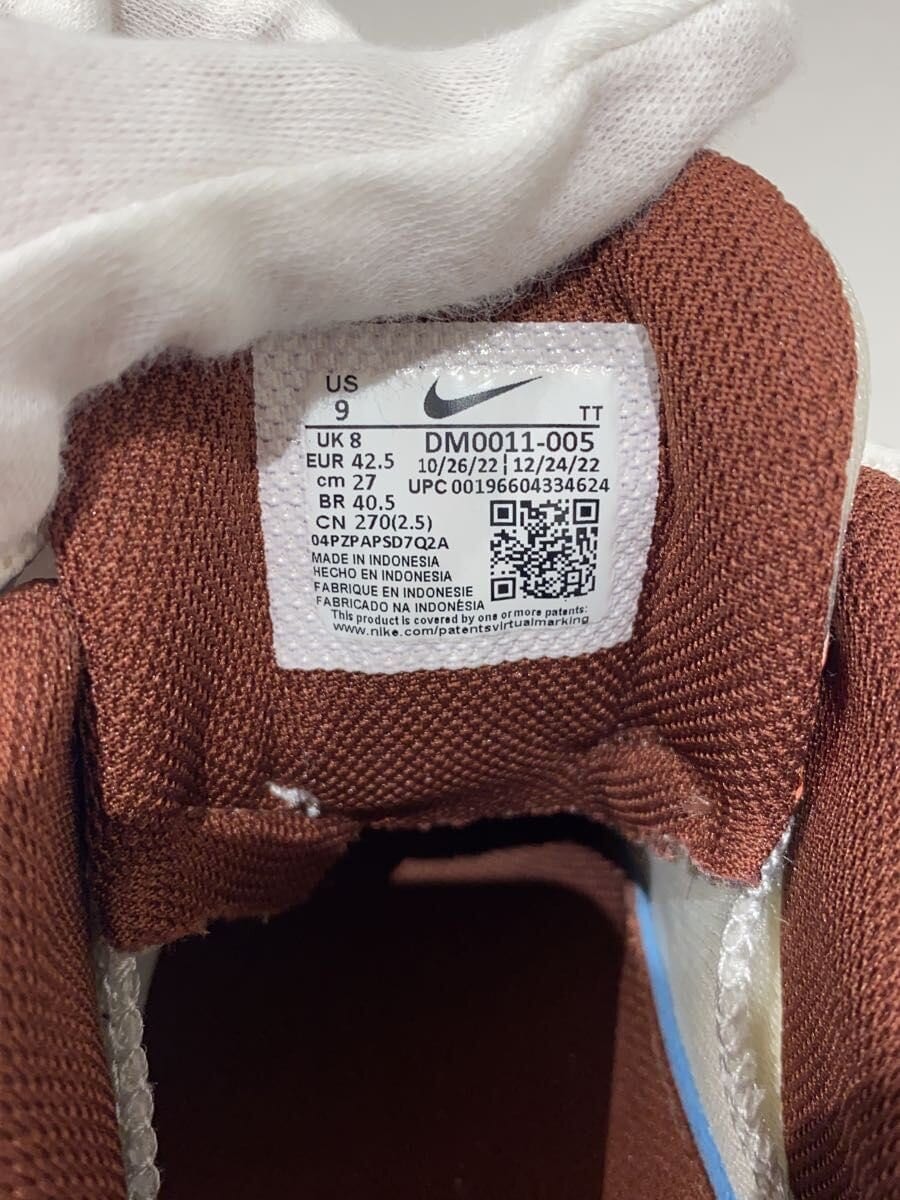 US
9
TT
UK 8
DM0011-005
EUR 42.5
10/26/22 | 12/24/22
cm 27
UPC 00196604334624
BR 40.5
CN 270(2.5)
04PZPAPSD7Q2A
MADE IN INDONESIA
HECHO EN INDONESIA
FABRIQUE EN INDONESIE
FABRICADO NA INDONÉSIA
This product is covered by one or more patents:
www.nike.com/patentsvirtualmarking